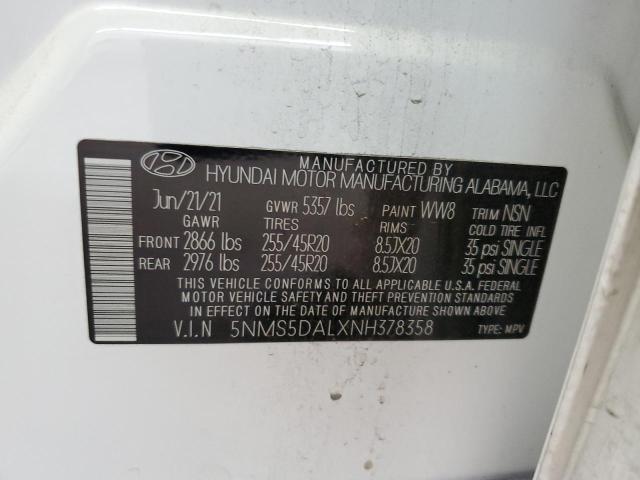 MANUFACTURED BY
HYUNDAI MOTOR MANUFACTURING ALABAMA, LLC
Jun/21/21 GVWR 5357 lbs PAINT WW8 TRIM NSN
GAWR TIRES RIMS COLD TIRE INFL
FRONT 2866 lbs 255/45R20 8.5JX20 35 psi SINGLE
REAR 2976 lbs 255/45R20 8.5JX20 35 psi SINGLE
THIS VEHICLE CONFORMS TO ALL APPLICABLE U.S.A. FEDERAL
MOTOR VEHICLE SAFETY AND THEFT PREVENTION STANDARDS
IN EFFECT ON THE DATE OF MANUFACTURE SHOWN ABOVE
V.I.N 5NMS5DALXNH378358 TYPE: MPV